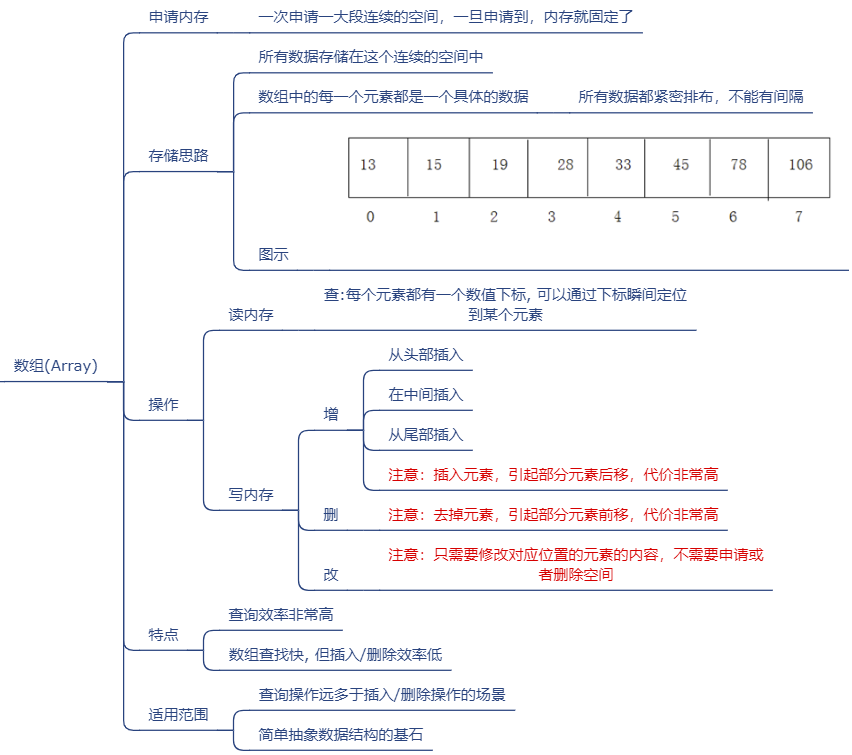 数组(Array)
申请内存
一次申请一大段连续的空间，一旦申请到，内存就固定了
存储思路
所有数据存储在这个连续的空间中
数组中的每一个元素都是一个具体的数据
所有数据都紧密排布，不能有间隔
图示
13 15 19 28 33 45 78 106
0 1 2 3 4 5 6 7
操作
读内存
查:每个元素都有一个数值下标, 可以通过下标瞬间定位
到某个元素
写内存
增
从头部插入
在中间插入
从尾部插入
注意：插入元素，引起部分元素后移，代价非常高
删
注意：去掉元素，引起部分元素前移，代价非常高
改
注意：只需要修改对应位置的元素的内容，不需要申请或
者删除空间
特点
查询效率非常高
数组查找快, 但插入/删除效率低
适用范围
查询操作远多于插入/删除操作的场景
简单抽象数据结构的基石